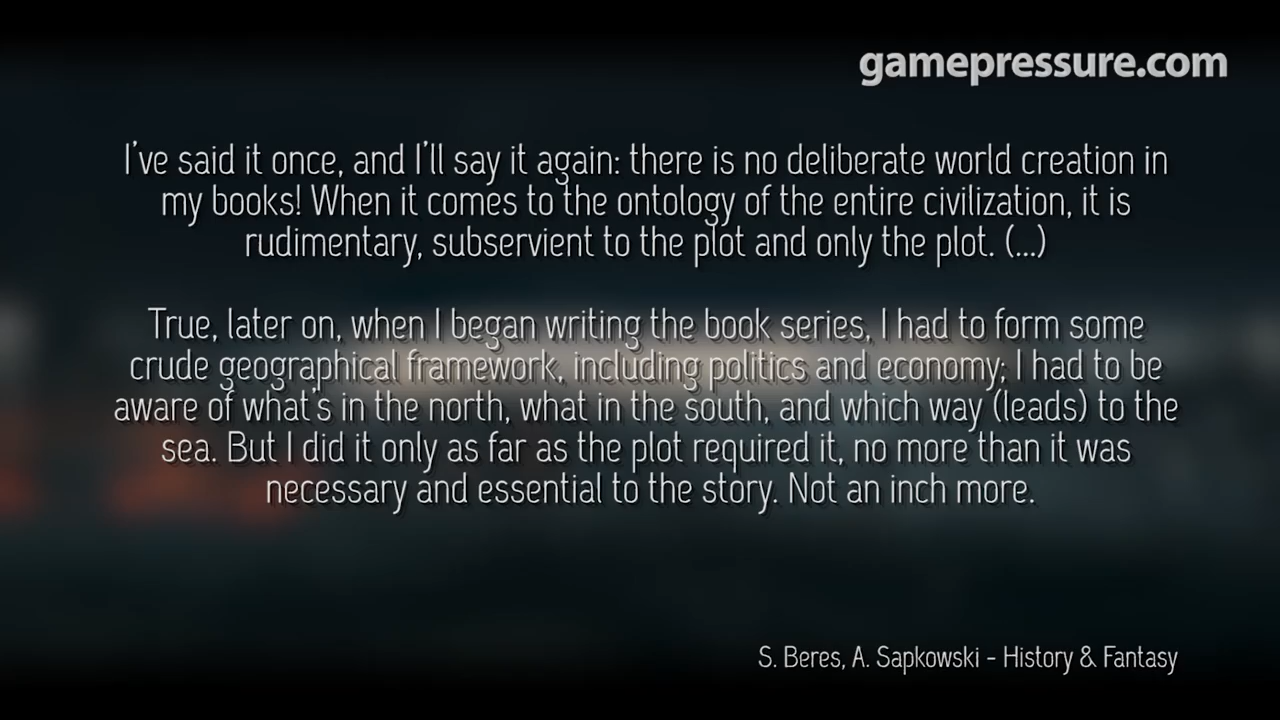 gamepressure.com
I've said it once, and I'll say it again: there is no deliberate world creation in
my books! When it comes to the ontology of the entire civilization, it is
rudimentary, subservient to the plot and only the plot. (...)
True, later on, when I began writing the book series, I had to form some
crude geographical framework, including politics and economy; I had to be
aware of what's in the north, what in the south, and which way (leads) to the
sea. But I did it only as far as the plot required it, no more than it was
necessary and essential to the story. Not an inch more.
S. Beres, A. Sapkowski - History & Fantasy